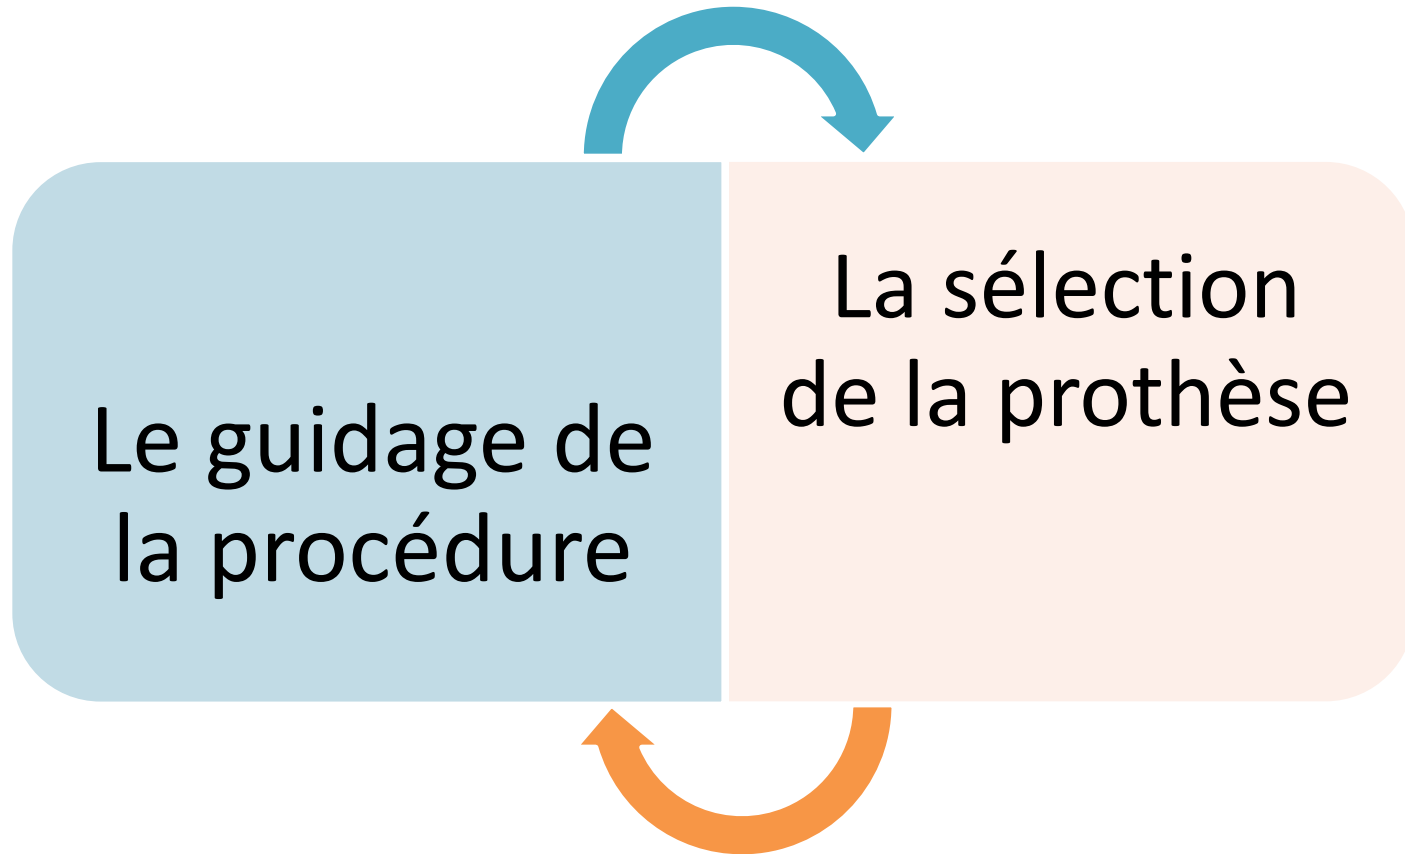 Le guidage de
la procédure
La sélection
de la prothèse